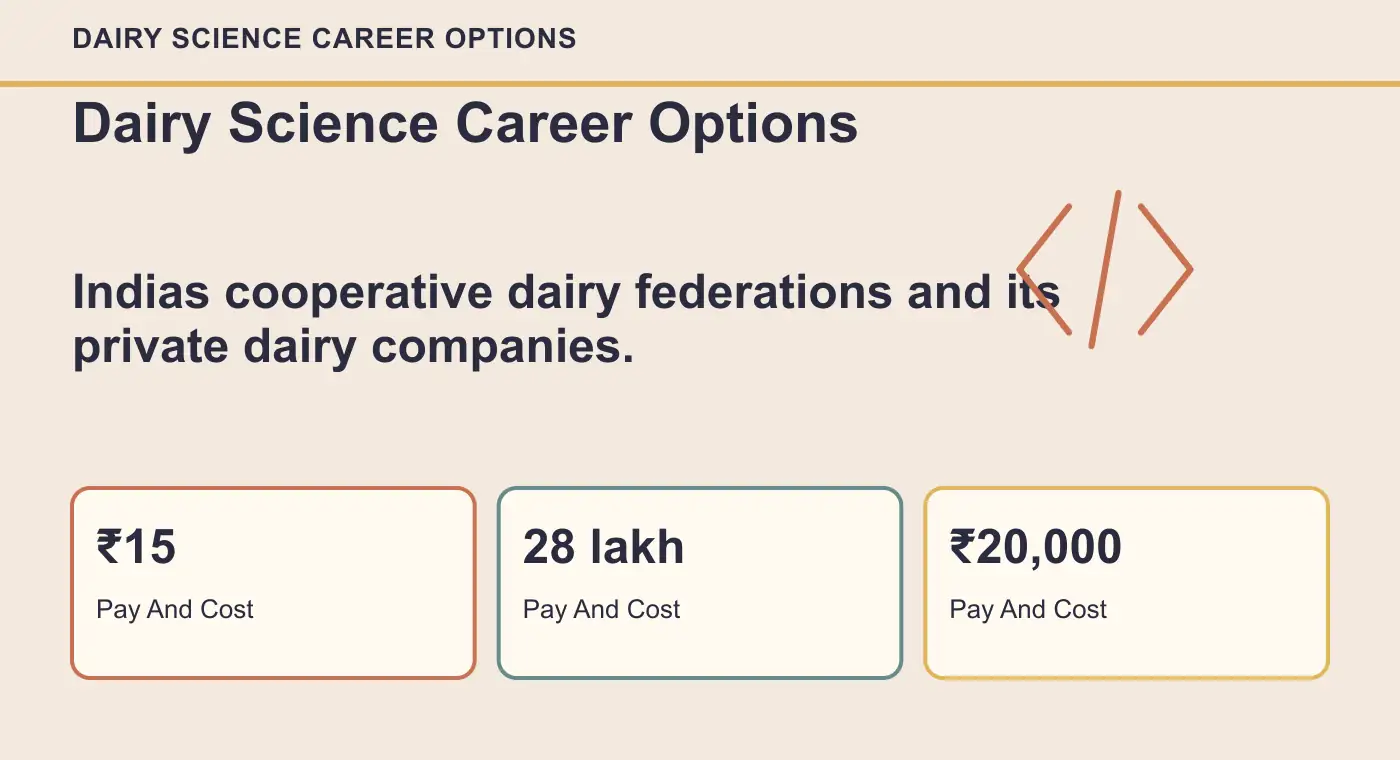 DAIRY SCIENCE CAREER OPTIONS
Dairy Science Career Options
Indias cooperative dairy federations and its
private dairy companies.
₹15
Pay And Cost
28 lakh
Pay And Cost
₹20,000
Pay And Cost